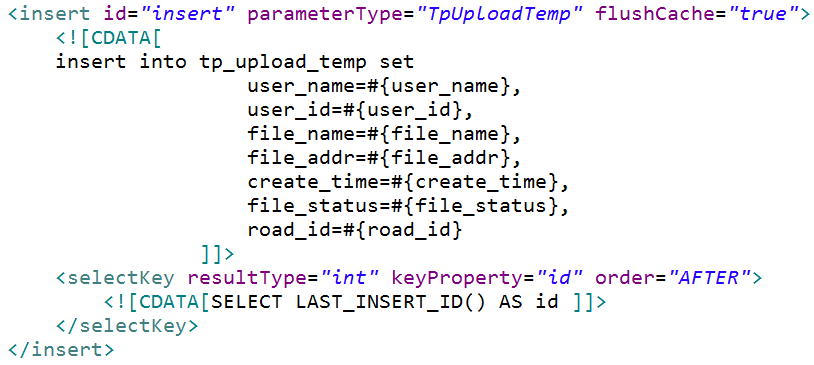 <insert id="insert" parameterType="TpUploadTemp" flushCache="true">
    <![CDATA[
    insert into tp_upload_temp set
                    user_name=#{user_name},
                    user_id=#{user_id},
                    file_name=#{file_name},
                    file_addr=#{file_addr},
                    create_time=#{create_time},
                    file_status=#{file_status},
                    road_id=#{road_id}
                ]]>
    <selectKey resultType="int" keyProperty="id" order="AFTER">
        <![CDATA[SELECT LAST_INSERT_ID() AS id ]]>
    </selectKey>
</insert>